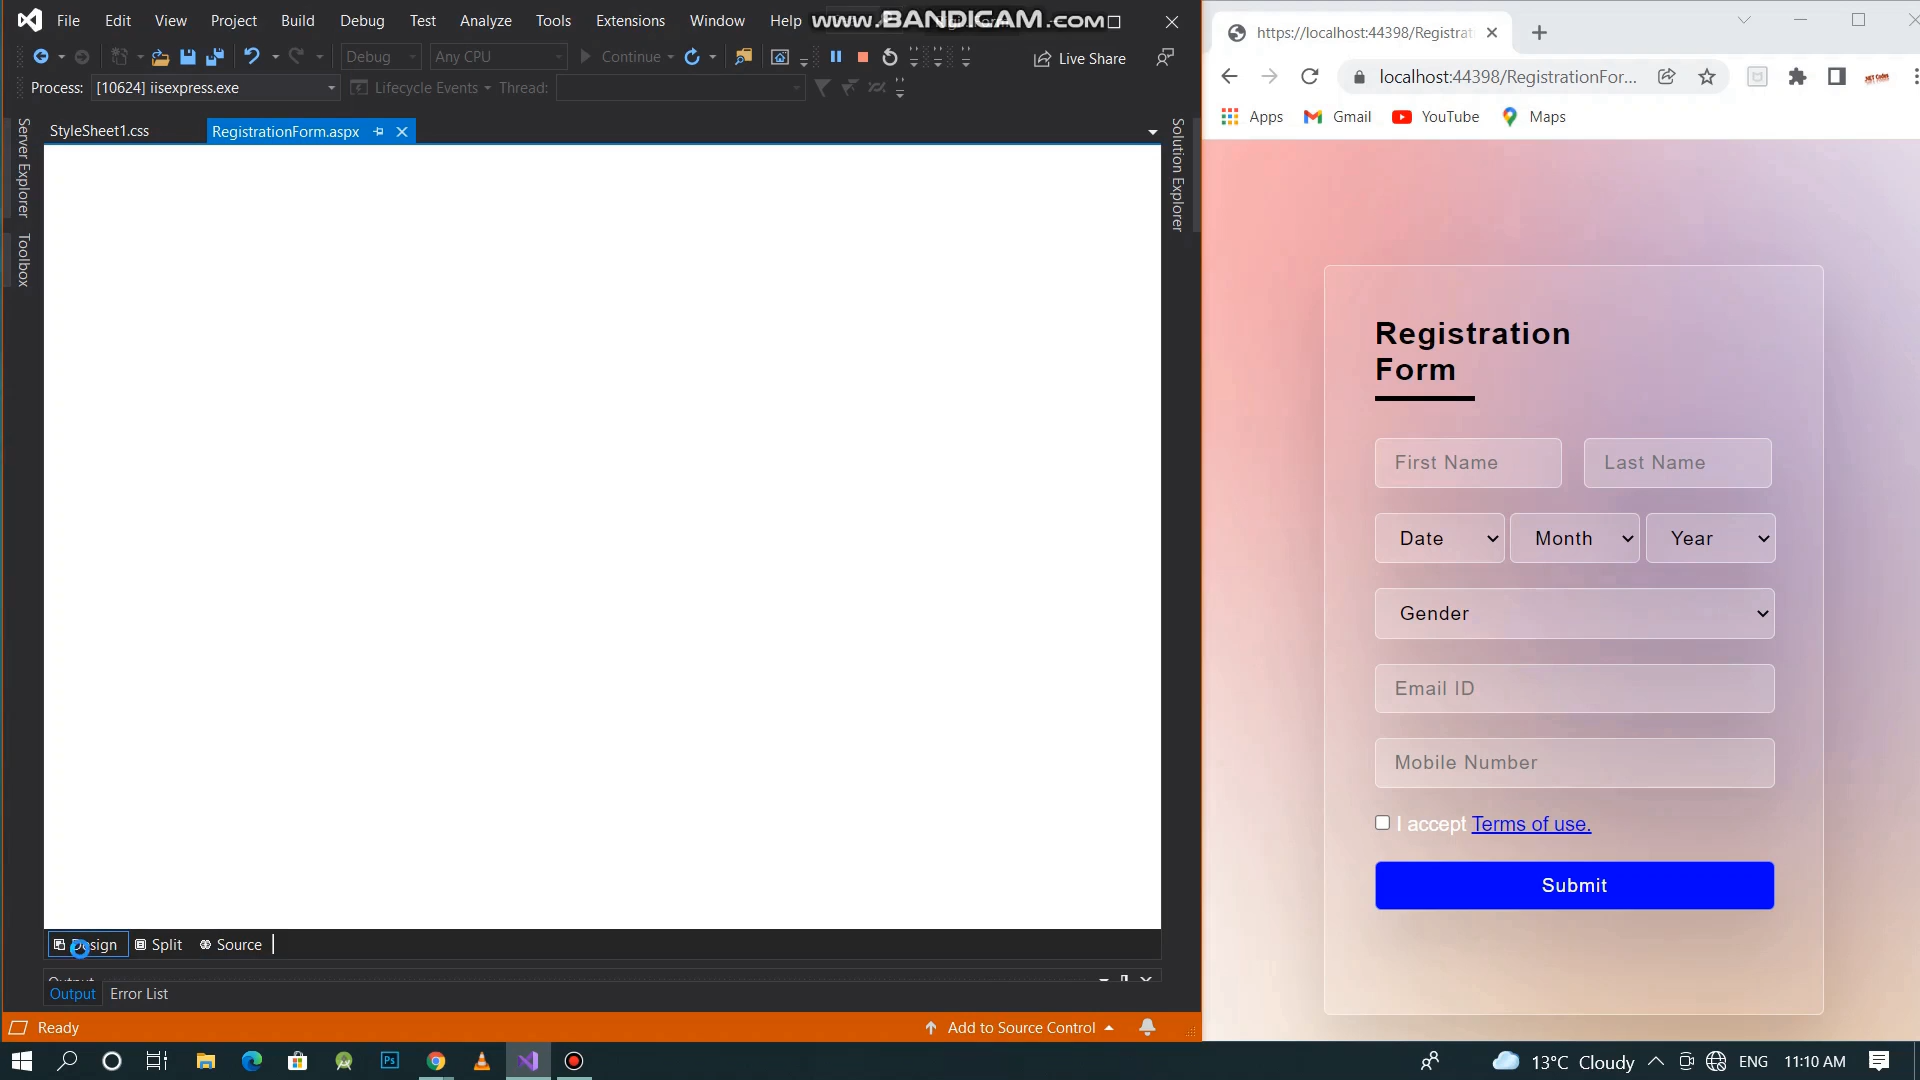 File Edit View Project Build Debug Test Analyze Tools Extensions Window Help
www.BANDICAM.com
Debug Any CPU Continue Live Share
Process: [10624] iisexpress.exe Lifecycle Events Thread:
StyleSheet1.css RegistrationForm.aspx
Server Explorer
Toolbox
Solution Explorer
Design Split Source
Output
Output Error List
Ready Add to Source Control
https://localhost:44398/Registrat
localhost:44398/RegistrationFor...
Apps Gmail YouTube Maps
Registration
Form
First Name Last Name
Date Month Year
Gender
Email ID
Mobile Number
I accept Terms of use.
Submit
Ps
13°C Cloudy ENG 11:10 AM